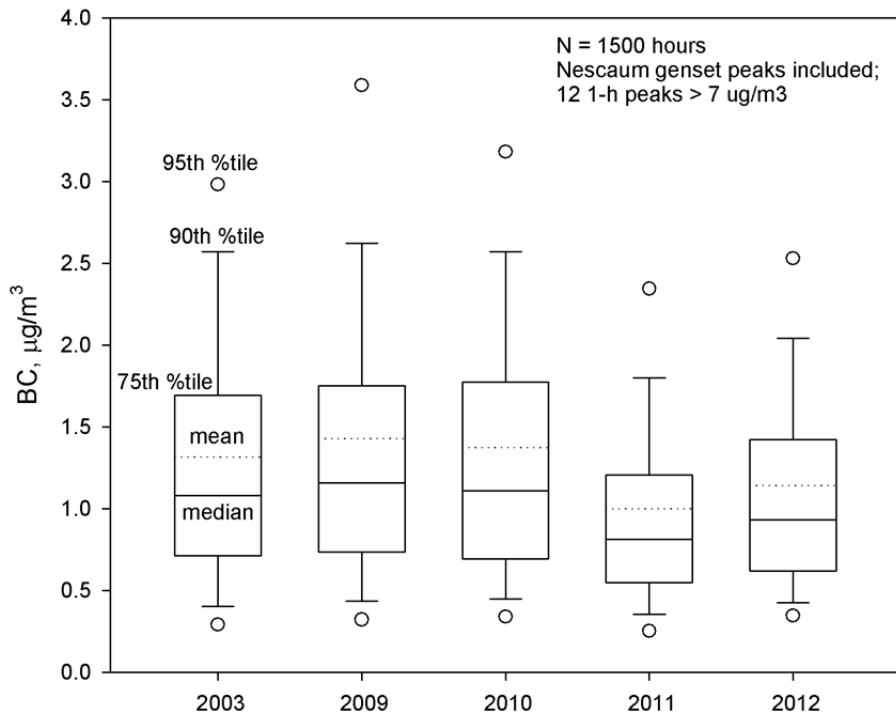 4.0
3.5
3.0
2.5
2.0
1.5
1.0
0.5
0.0
BC, µg/m³
N = 1500 hours
Nescaum genset peaks included;
12 1-h peaks > 7 ug/m3
95th %tile
90th %tile
75th %tile
mean
median
2003 2009 2010 2011 2012